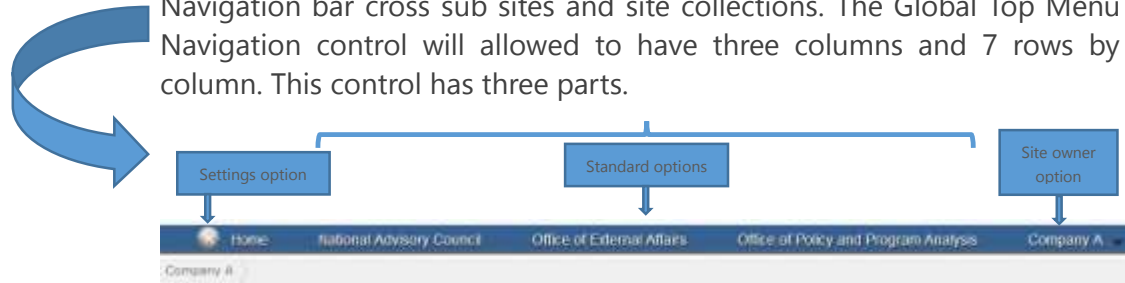 Navigation bar cross sub sites and site collections. The Global Top Menu
Navigation control will allowed to have three columns and 7 rows by
column. This control has three parts.
Settings option
Standard options
Site owner
option
Home National Advisory Council Office of External Affairs Office of Policy and Program Analysis Company A
Company A